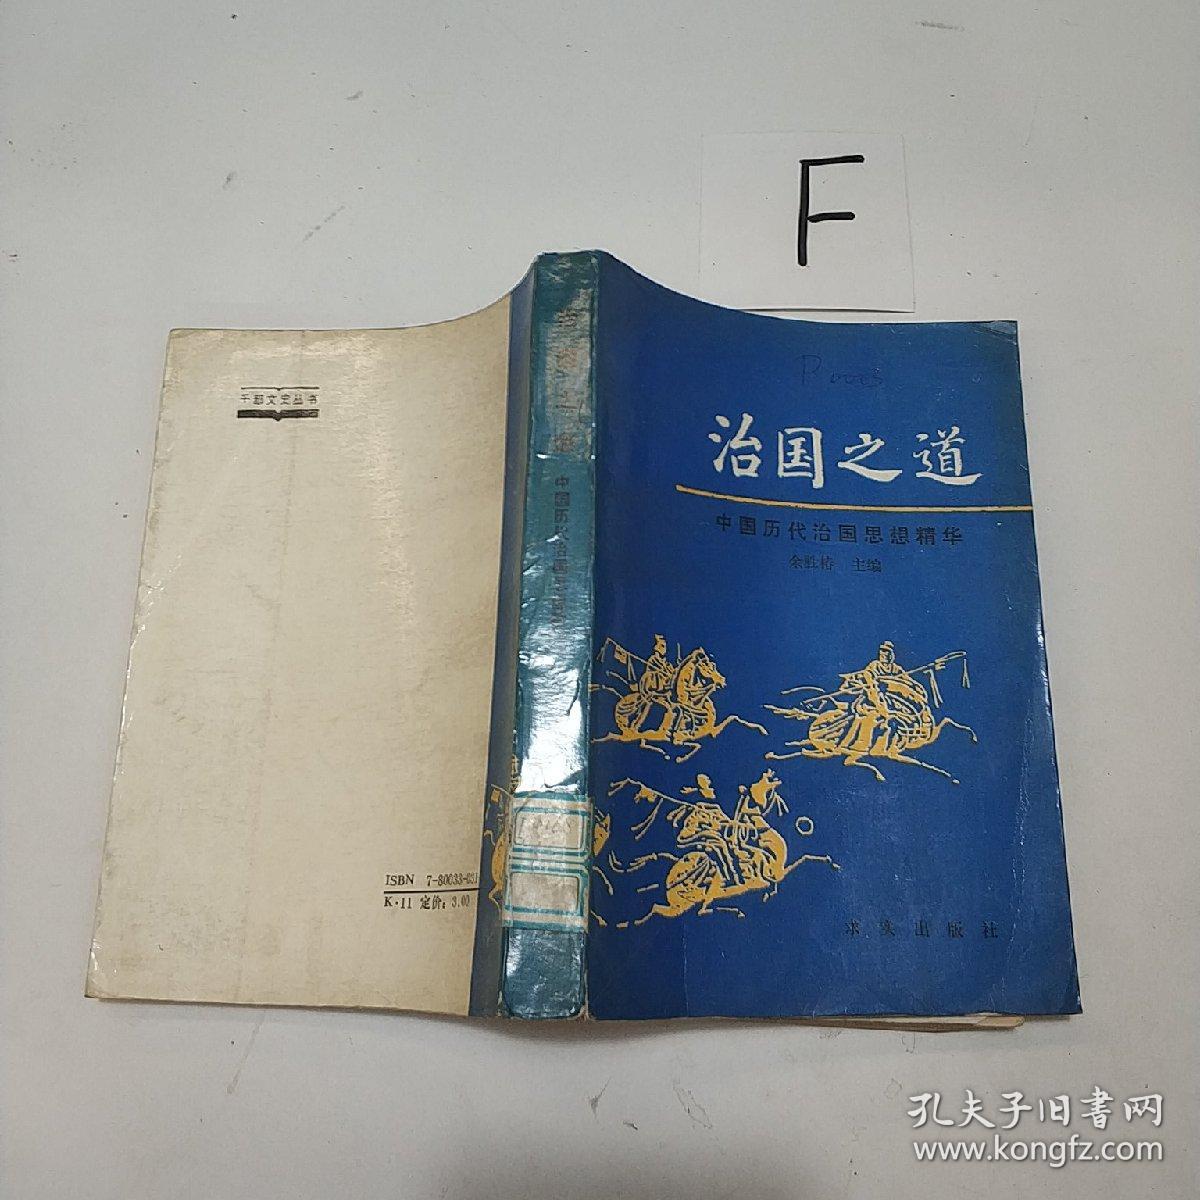 F
干部文史丛书
治国之道
中国历代治国思想精华
余胜椿 主编
求实出版社
中国历代治国思想
ISBN 7-80033-031
K·11 定价：3.00
孔夫子旧书网
www.kongfz.com